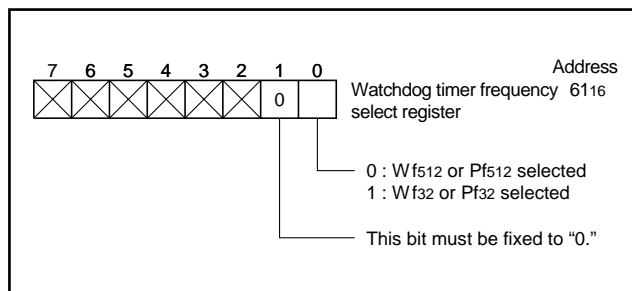 7 6 5 4 3 2 1 0
Address
0
Watchdog timer frequency 6116
select register
0 : Wf512 or Pf512 selected
1 : Wf32 or Pf32 selected
This bit must be fixed to “0.”